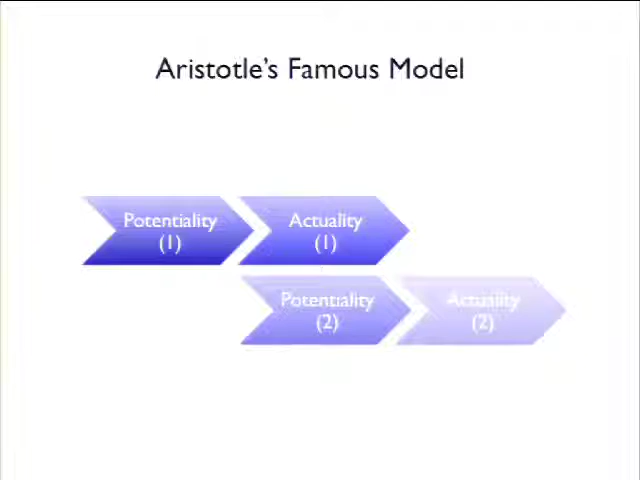 Aristotle's Famous Model
Potentiality
(1)
Actuality
(1)
Potentiality
(2)
Actuality
(2)